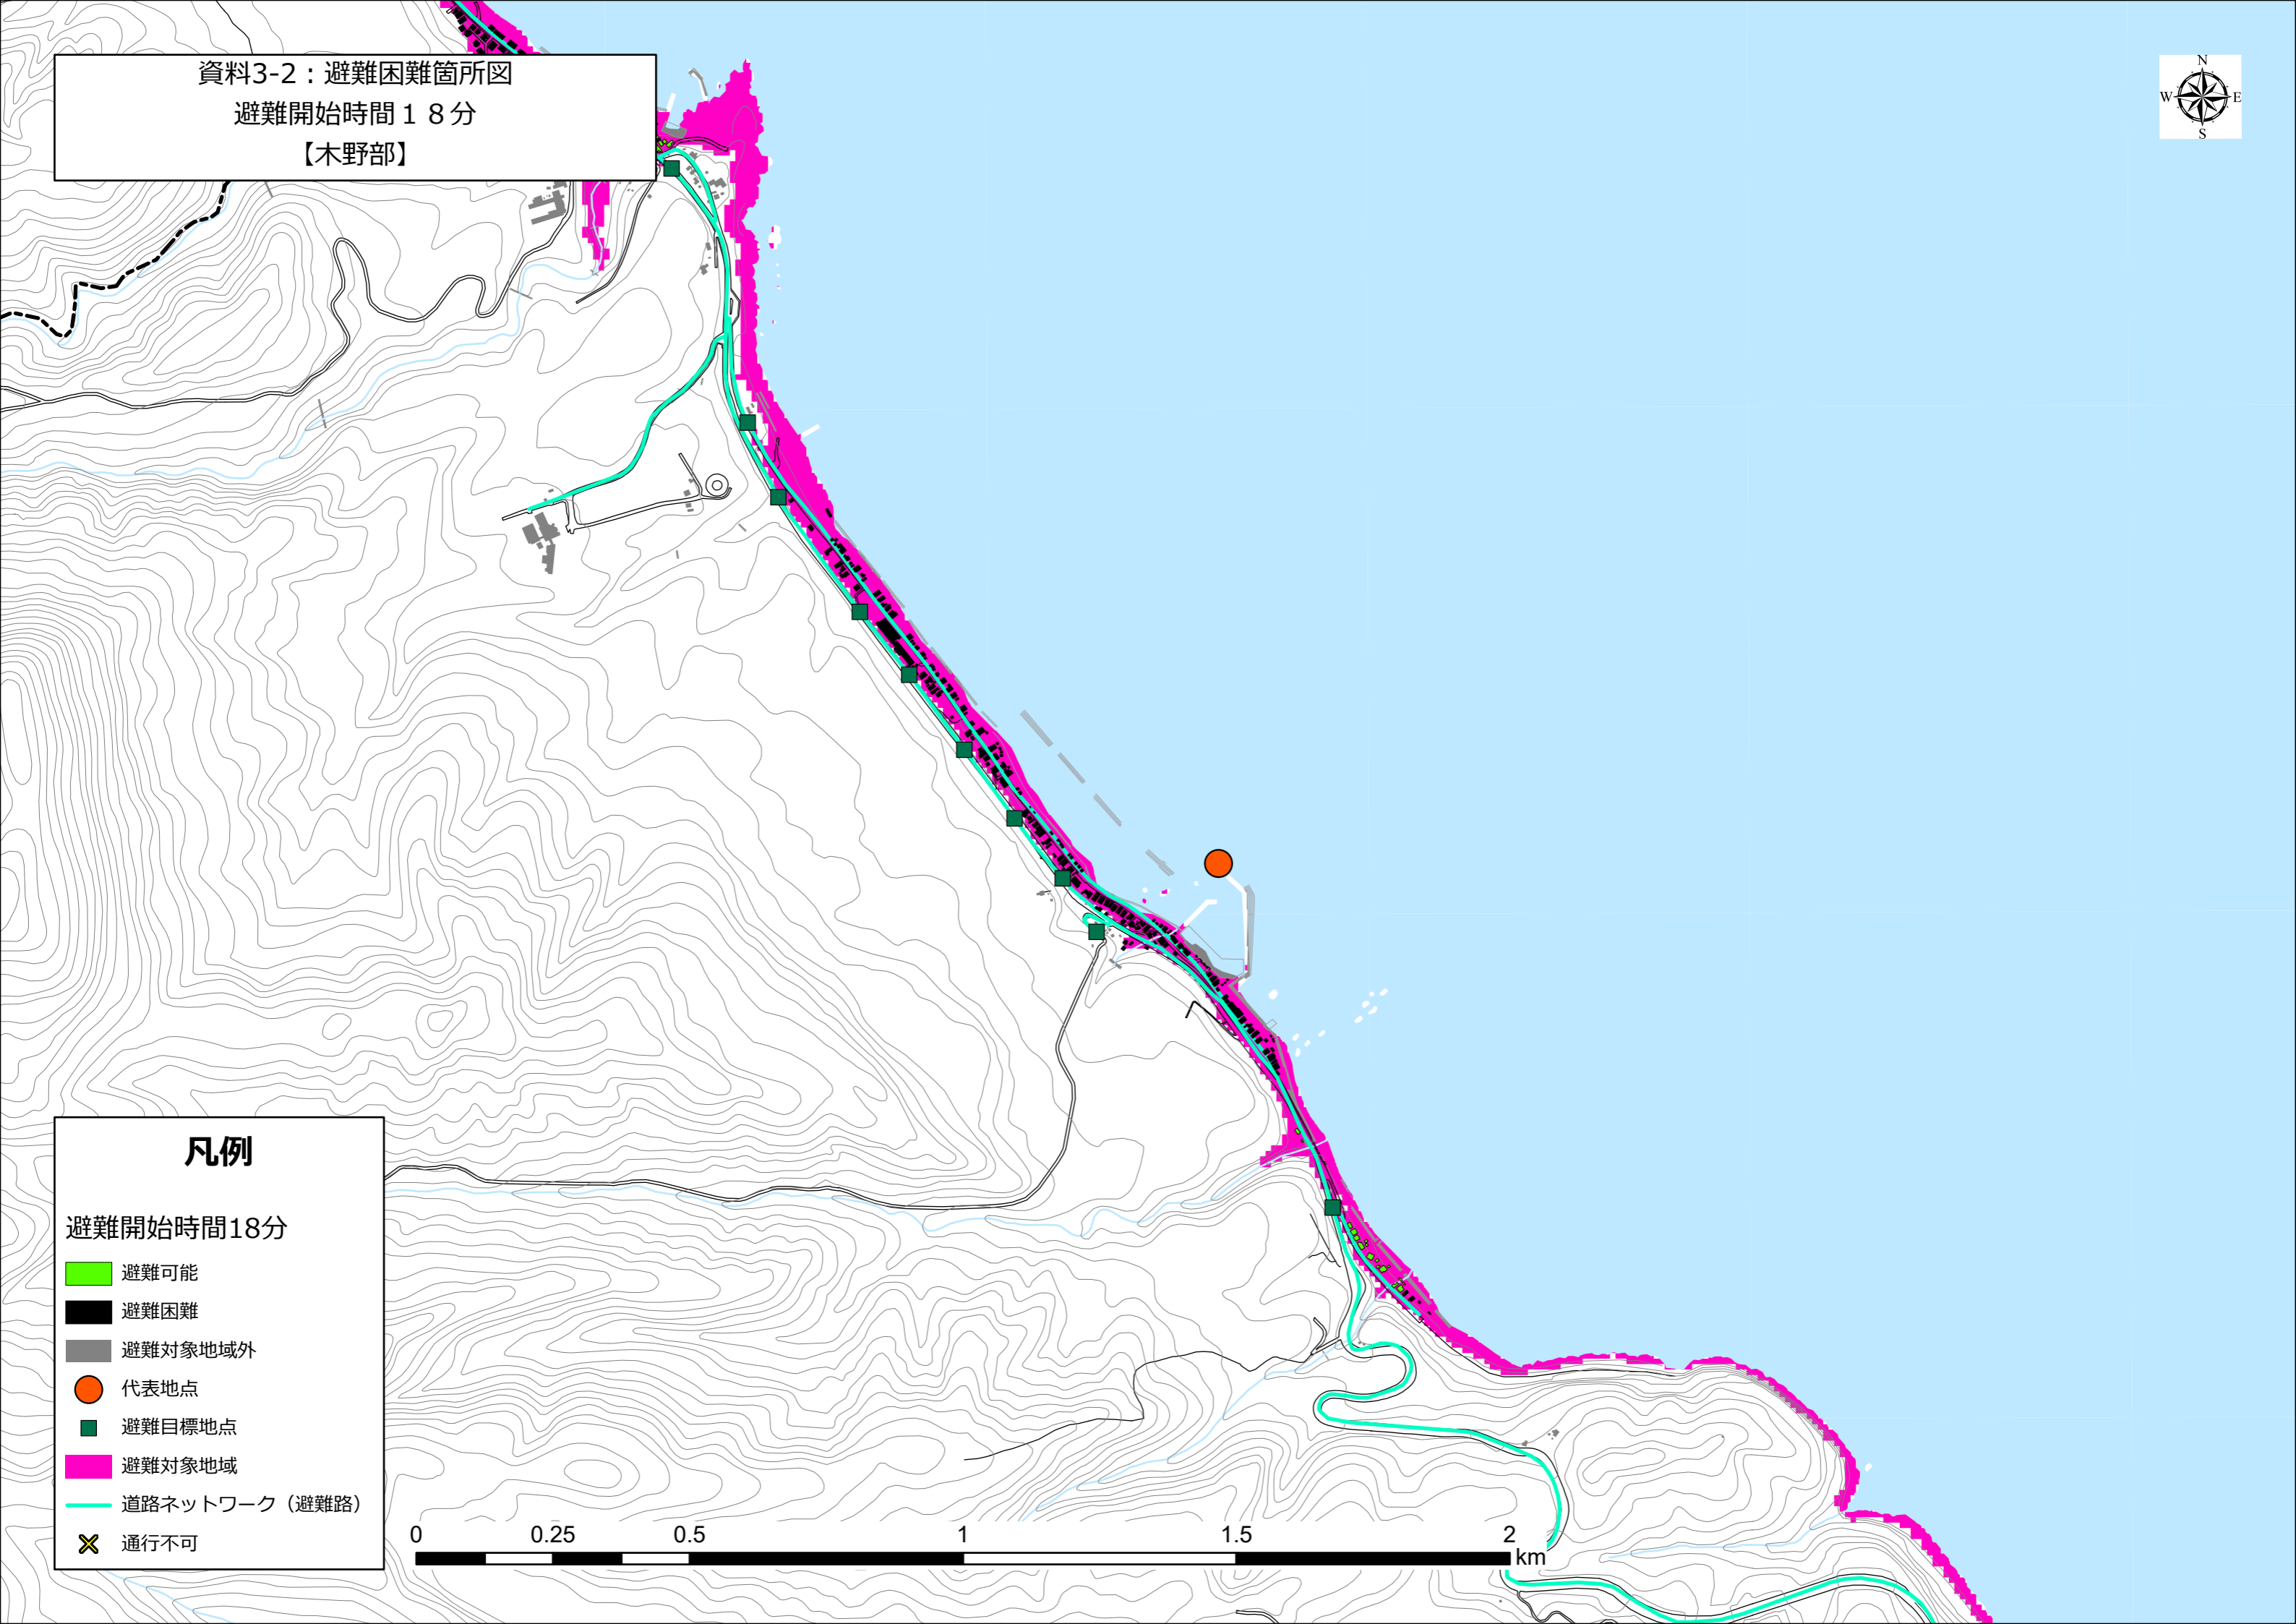 資料3-2：避難困難箇所図
避難開始時間１８分
【木野部】
N
W E
S
凡例
避難開始時間18分
避難可能
避難困難
避難対象地域外
代表地点
避難目標地点
避難対象地域
道路ネットワーク（避難路）
通行不可
0 0.25 0.5 1 1.5 2
km